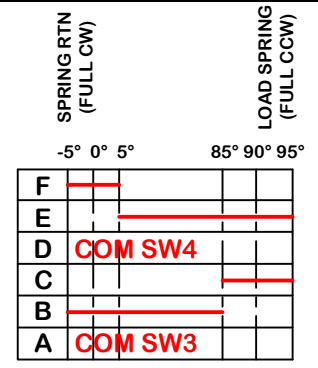 SPRING RTN
(FULL CW)
LOAD SPRING
(FULL CCW)
-5° 0° 5° 85° 90° 95°
F
E
D COM SW4
C
B
A COM SW3